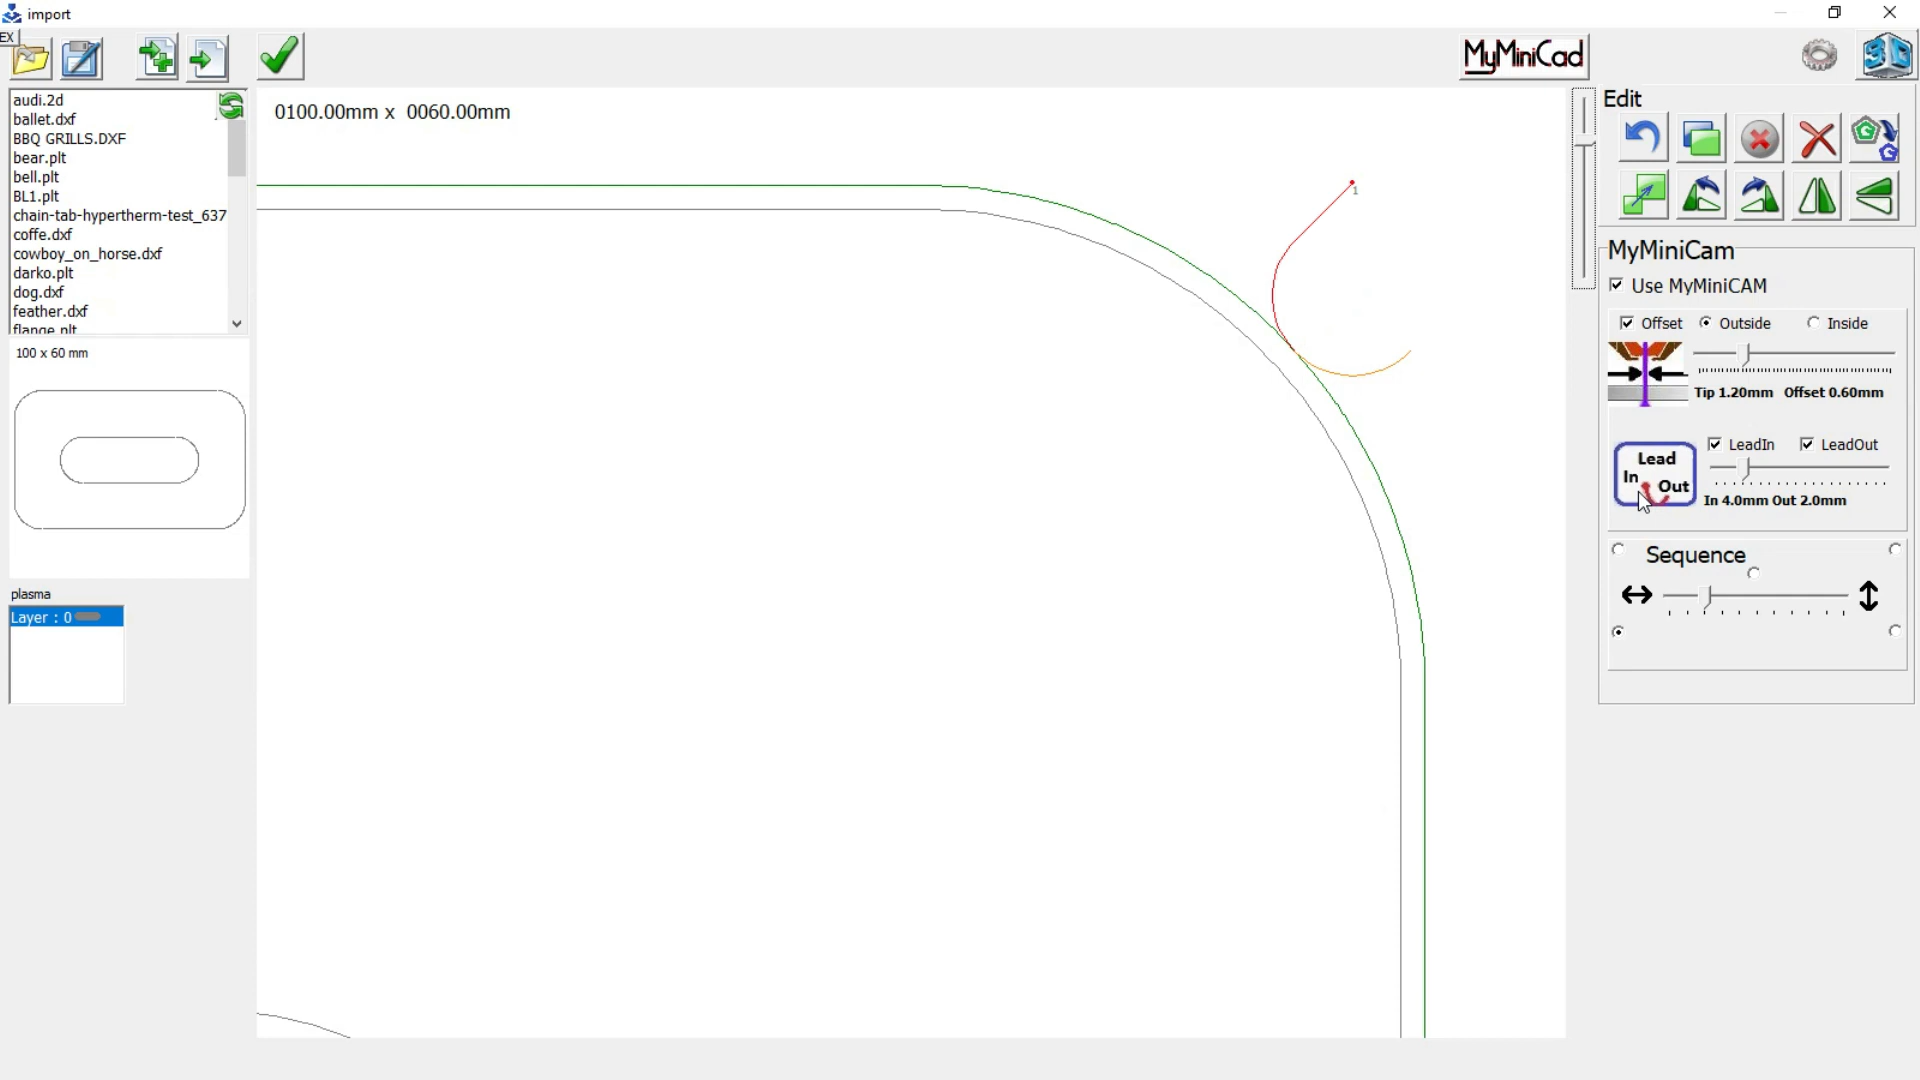 import
EX
MyMiniCad
3D
audi.2d
ballet.dxf
BBQ GRILLS.DXF
bear.plt
bell.plt
BL1.plt
chain-tab-hypertherm-test_637
coffe.dxf
cowboy_on_horse.dxf
darko.plt
dog.dxf
feather.dxf
flange.plt
100 x 60 mm
plasma
Layer : 0
0100.00mm x 0060.00mm
1
Edit
MyMiniCam
Use MyMiniCAM
Offset Outside Inside
Tip 1.20mm Offset 0.60mm
Lead
In
Out
LeadIn LeadOut
In 4.0mm Out 2.0mm
Sequence